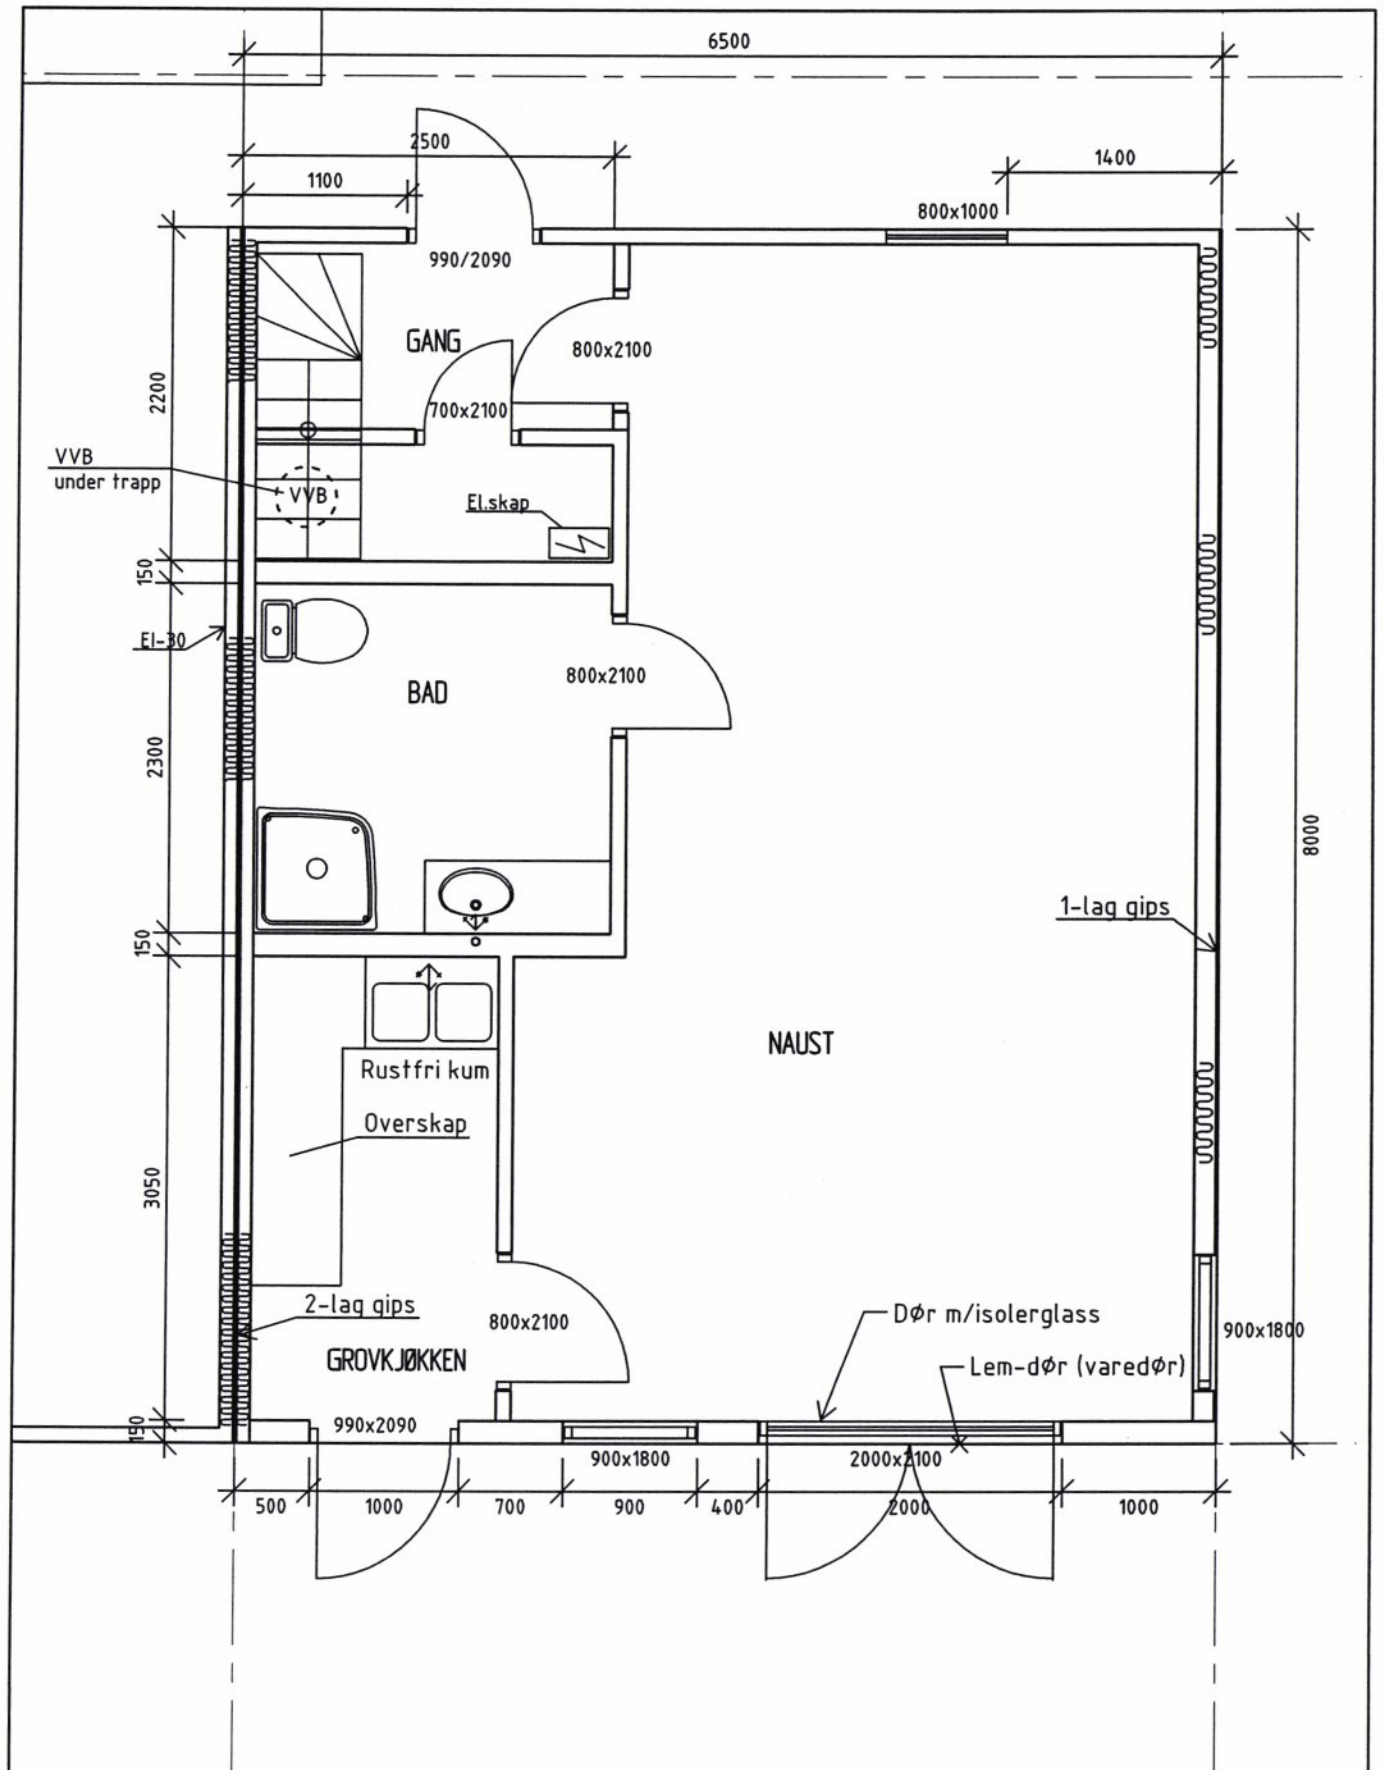 6500
2500
1400
1100
800x1000
990/2090
GANG
800x2100
2200
700x2100
VVB
under trapp
VVB
El.skap
150
EI-30
800x2100
BAD
2300
8000
1-lag gips
150
NAUST
Rustfri kum
Overskap
3050
2-lag gips
800x2100
Dør m/isolerglass
900x1800
GROVKJØKKEN
Lem-dør (varedør)
990x2090
150
900x1800
2000x2100
500
1000
700
900
400
2000
1000